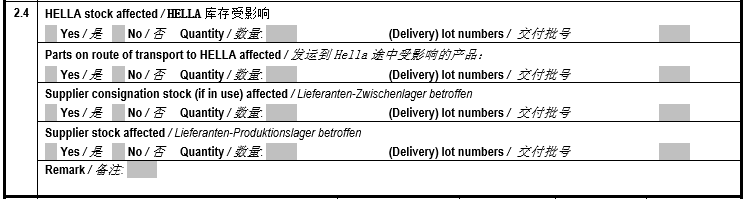 2.4 HELLA stock affected / HELLA 库存受影响
Yes / 是 No / 否 Quantity / 数量: (Delivery) lot numbers / 交付批号
Parts on route of transport to HELLA affected / 发运到 Hella 途中受影响的产品：
Yes / 是 No / 否 Quantity / 数量: (Delivery) lot numbers / 交付批号
Supplier consignation stock (if in use) affected / Lieferanten-Zwischenlager betroffen
Yes / 是 No / 否 Quantity / 数量: (Delivery) lot numbers / 交付批号
Supplier stock affected / Lieferanten-Produktionslager betroffen
Yes / 是 No / 否 Quantity / 数量: (Delivery) lot numbers / 交付批号
Remark / 备注: